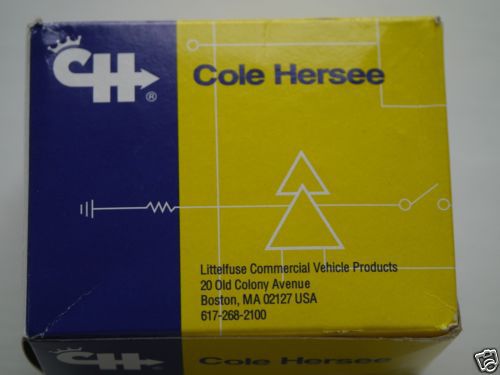 CH®
Cole Hersee
Littelfuse Commercial Vehicle Products
20 Old Colony Avenue
Boston, MA 02127 USA
617-268-2100
CH®
Cole Hersee